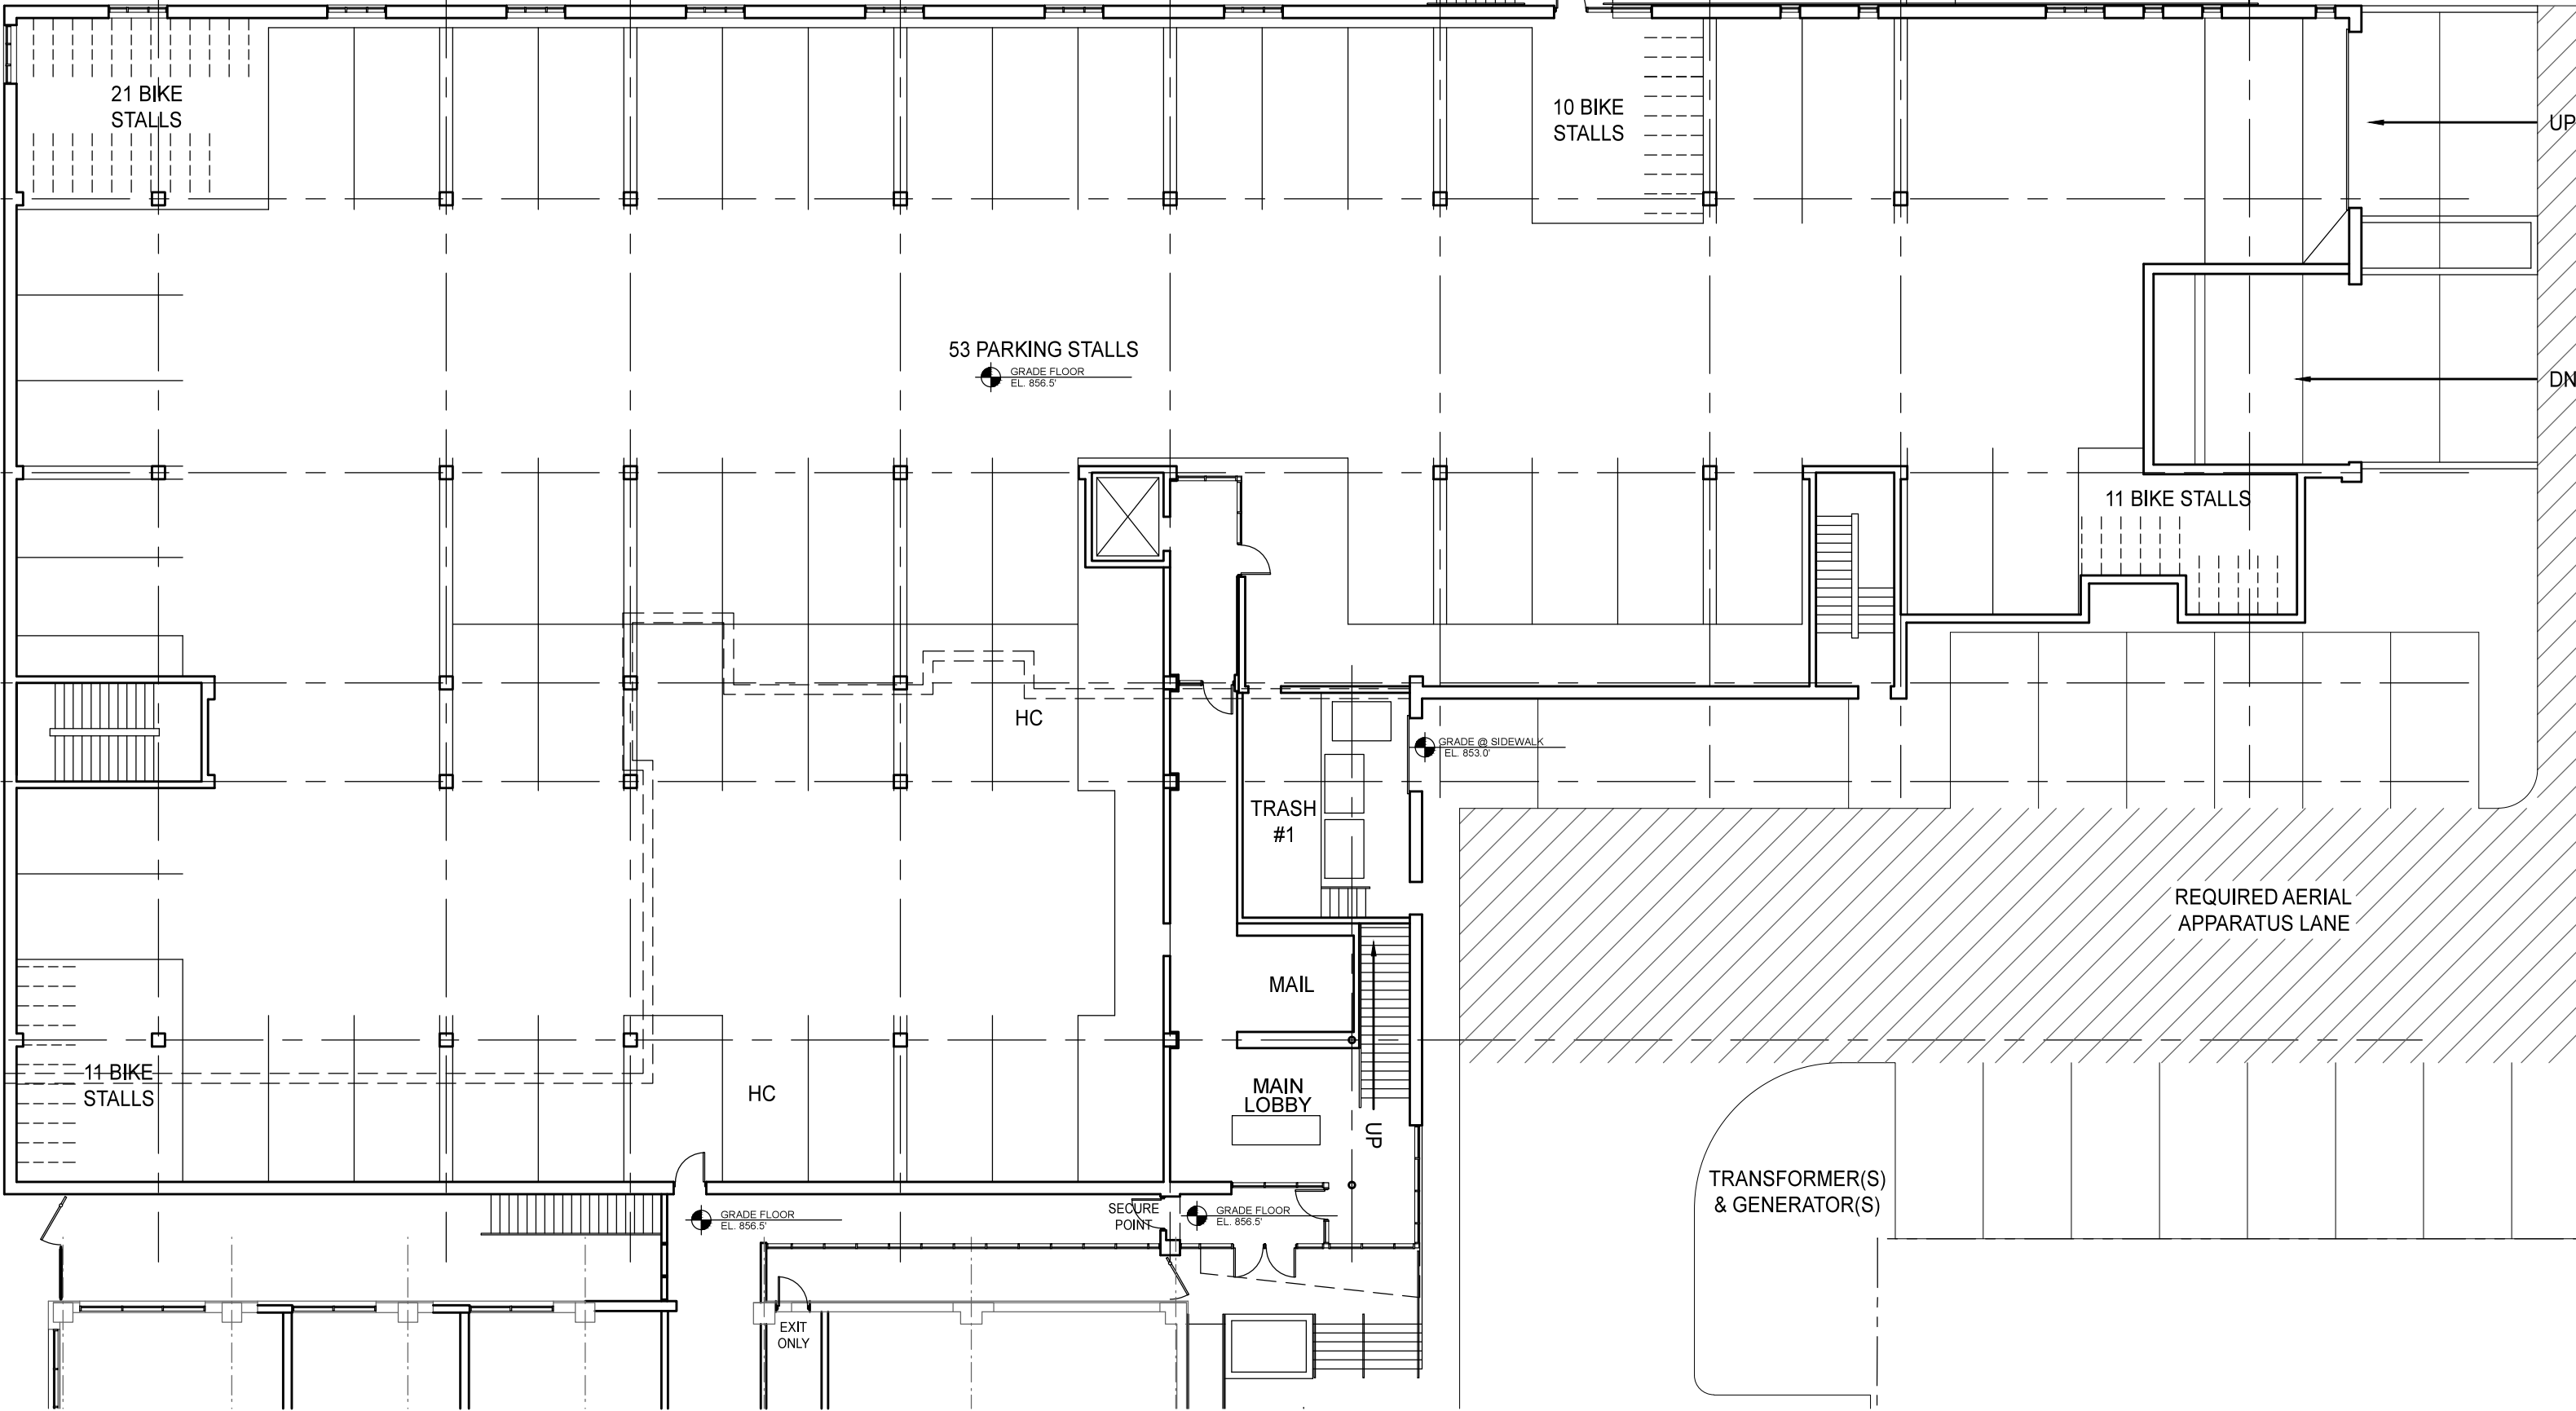 21 BIKE
STALLS
10 BIKE
STALLS
UP
53 PARKING STALLS
GRADE FLOOR
EL. 856.5'
DN
11 BIKE STALLS
HC
GRADE @ SIDEWALK
EL. 853.0'
TRASH
#1
REQUIRED AERIAL
APPARATUS LANE
MAIL
11 BIKE
STALLS
HC
MAIN
LOBBY
UP
TRANSFORMER(S)
& GENERATOR(S)
GRADE FLOOR
EL. 856.5'
SECURE
POINT
GRADE FLOOR
EL. 856.5'
EXIT
ONLY